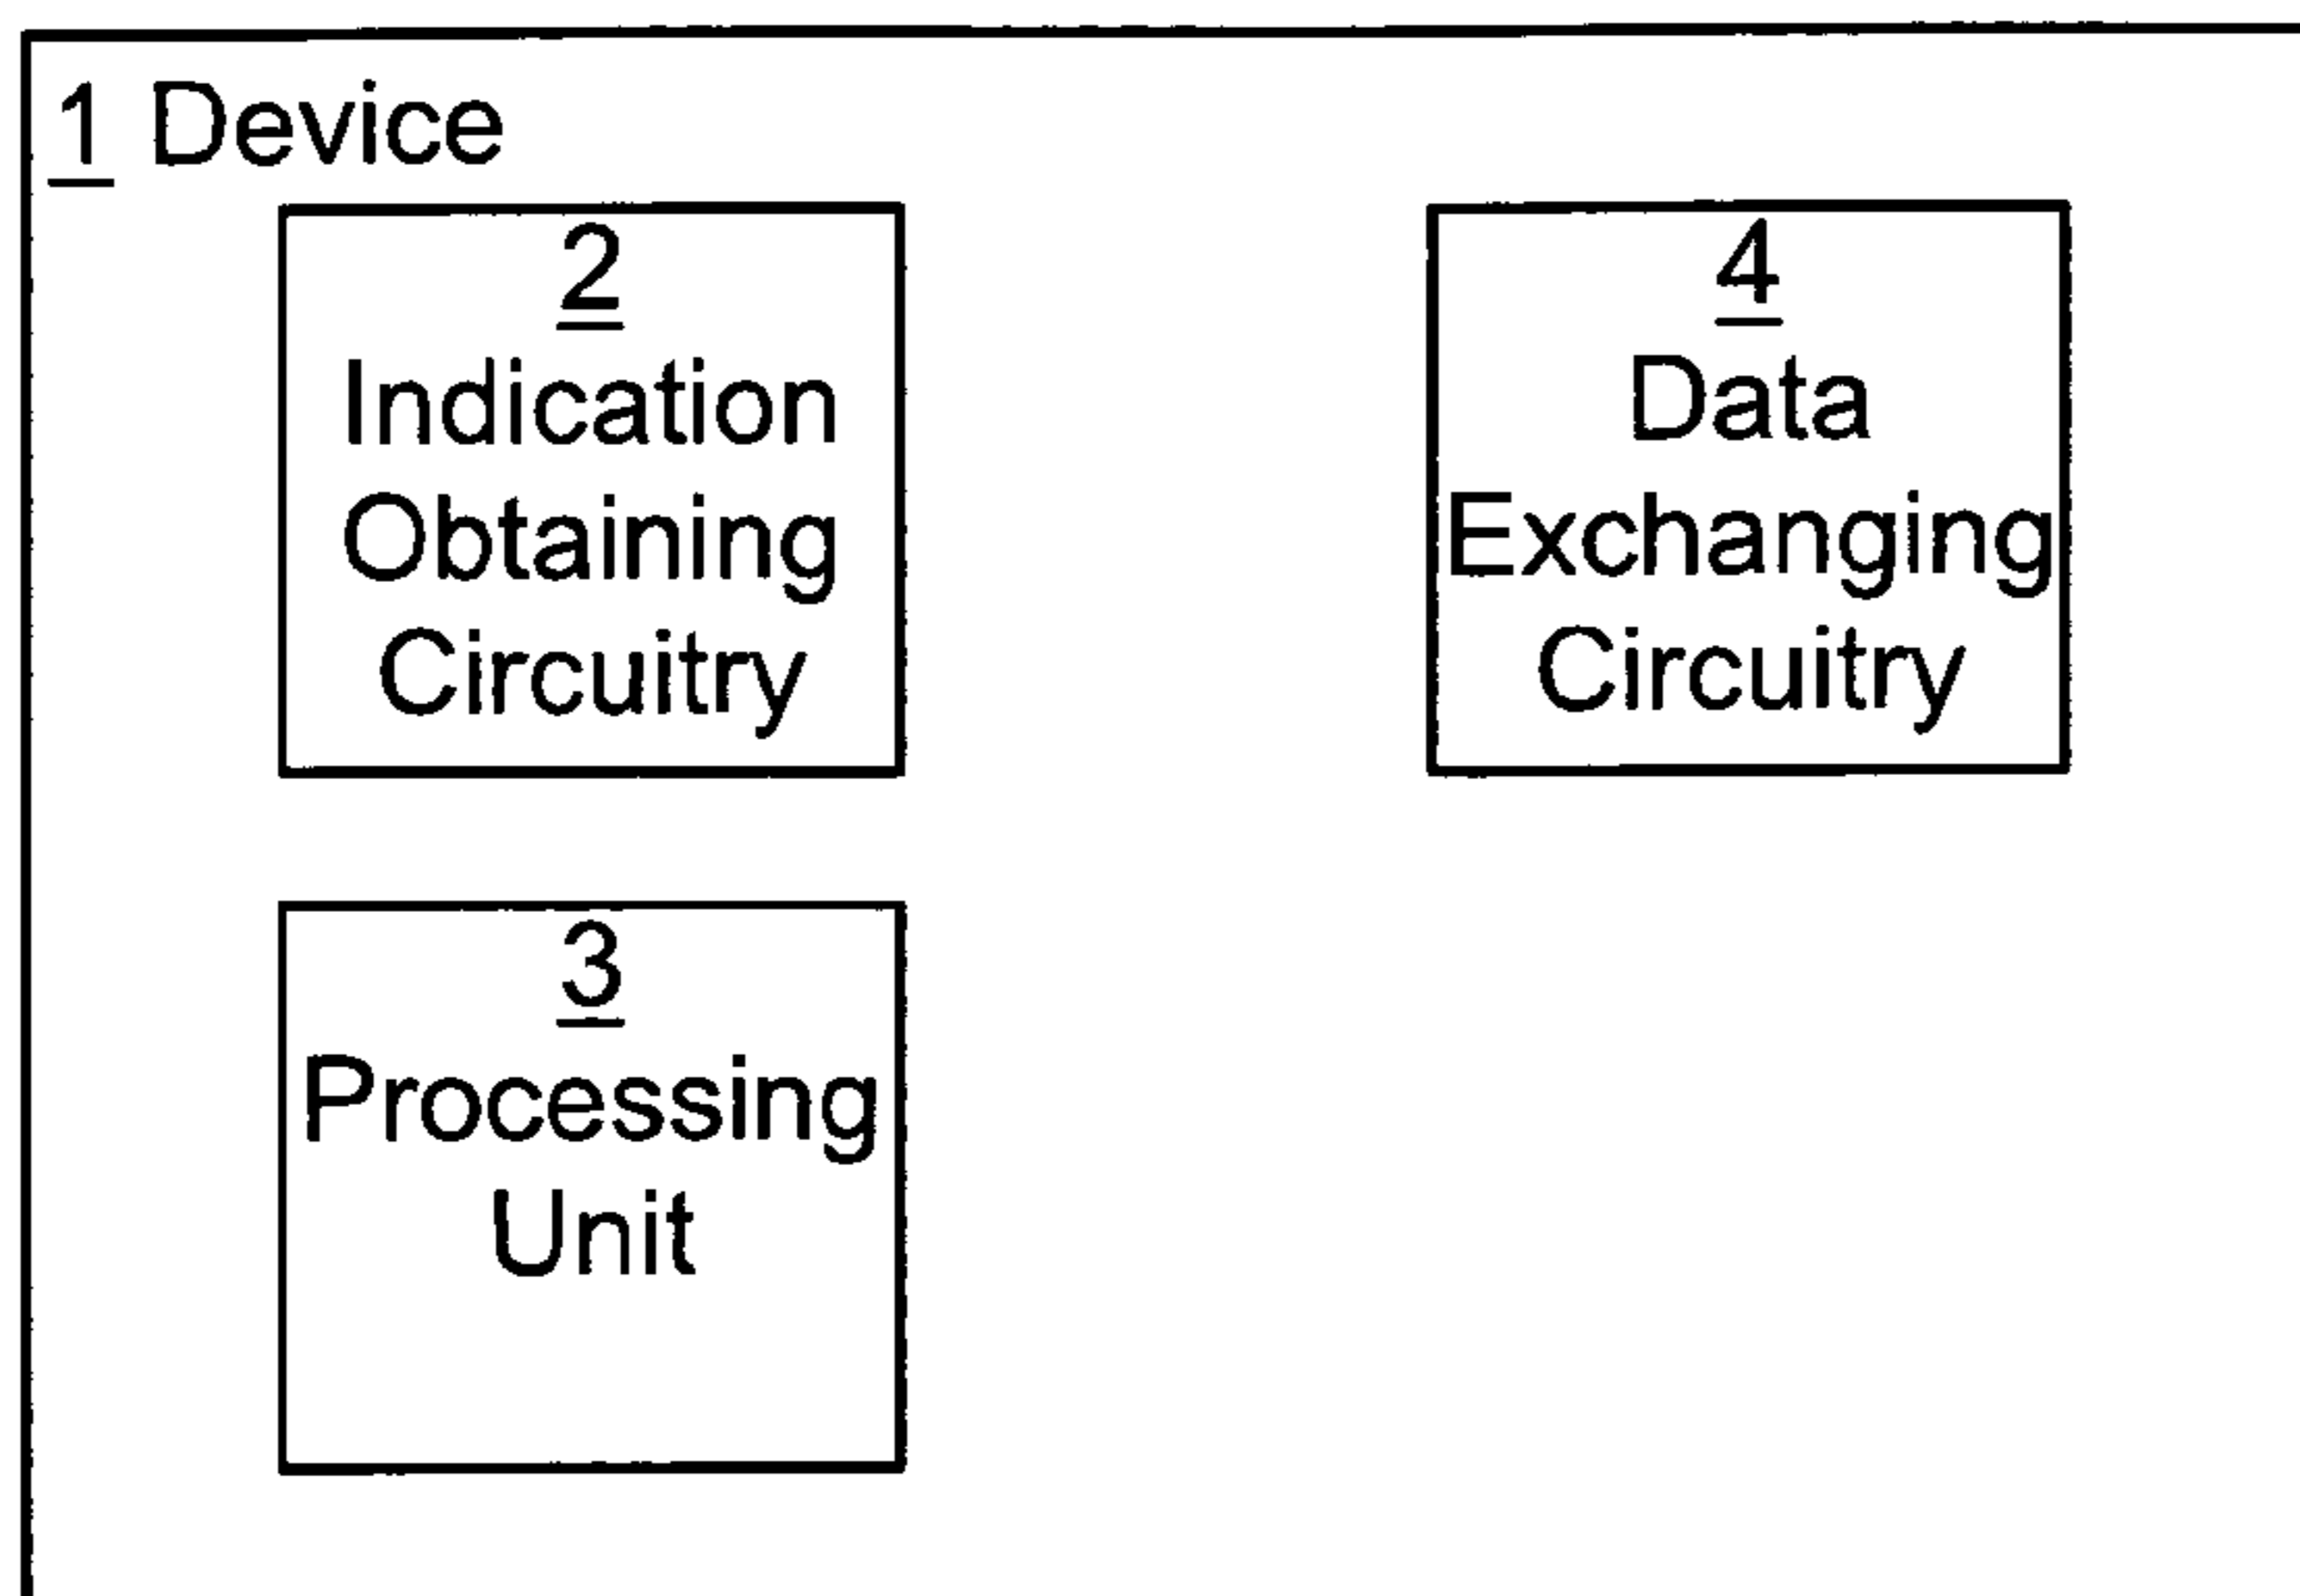 1 Device
2
Indication
Obtaining
Circuitry
4
Data
Exchanging
Circuitry
3
Processing
Unit